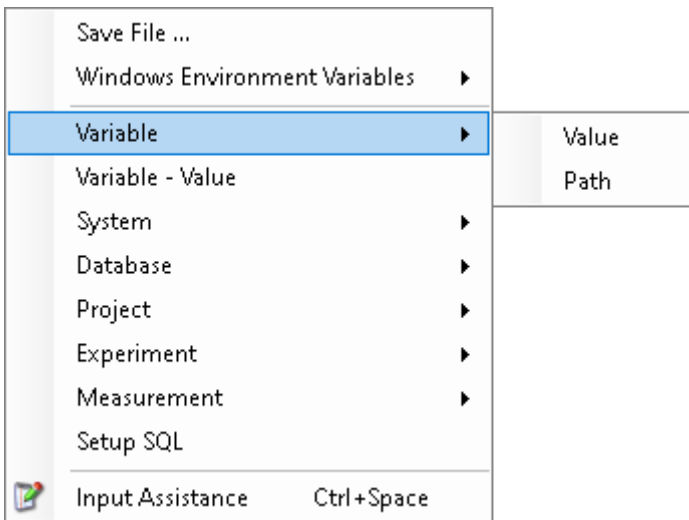 Save File ...
Windows Environment Variables
Variable
Value
Variable - Value
Path
System
Database
Project
Experiment
Measurement
Setup SQL
Input Assistance Ctrl+Space